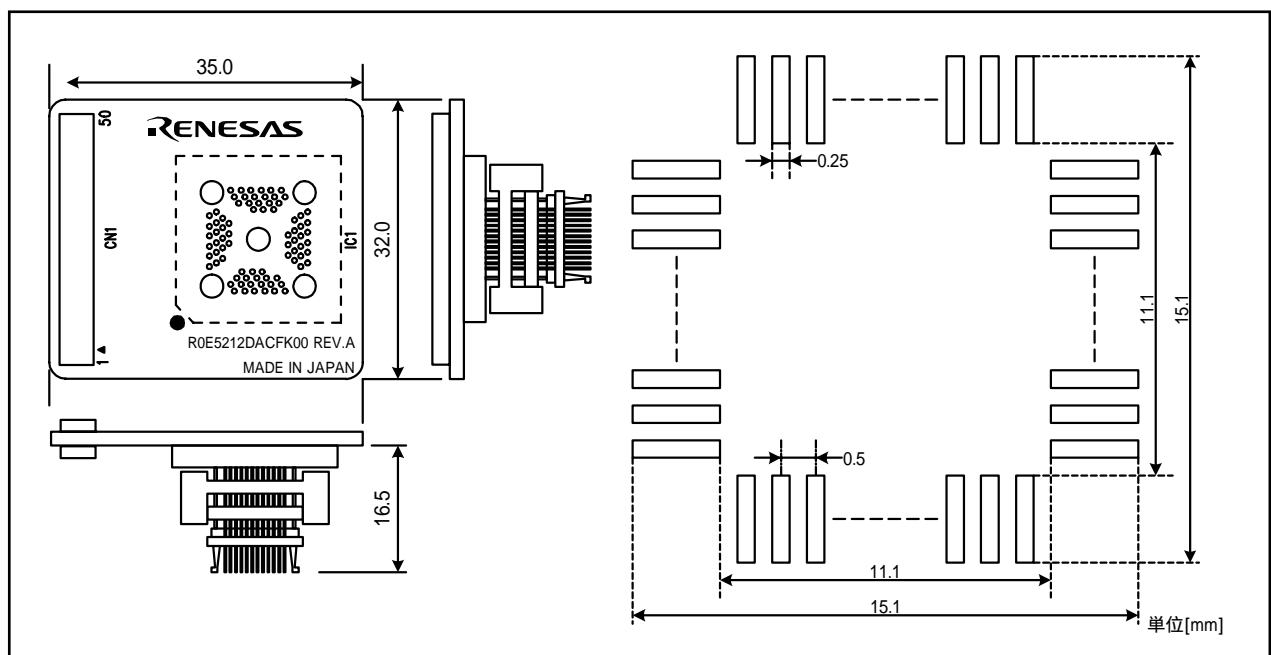 35.0
50
RENESAS
CN1
IC1
32.0
1
R0E5212DACFK00 REV.A
MADE IN JAPAN
16.5
0.25
11.1
15.1
0.5
11.1
15.1
単位[mm]